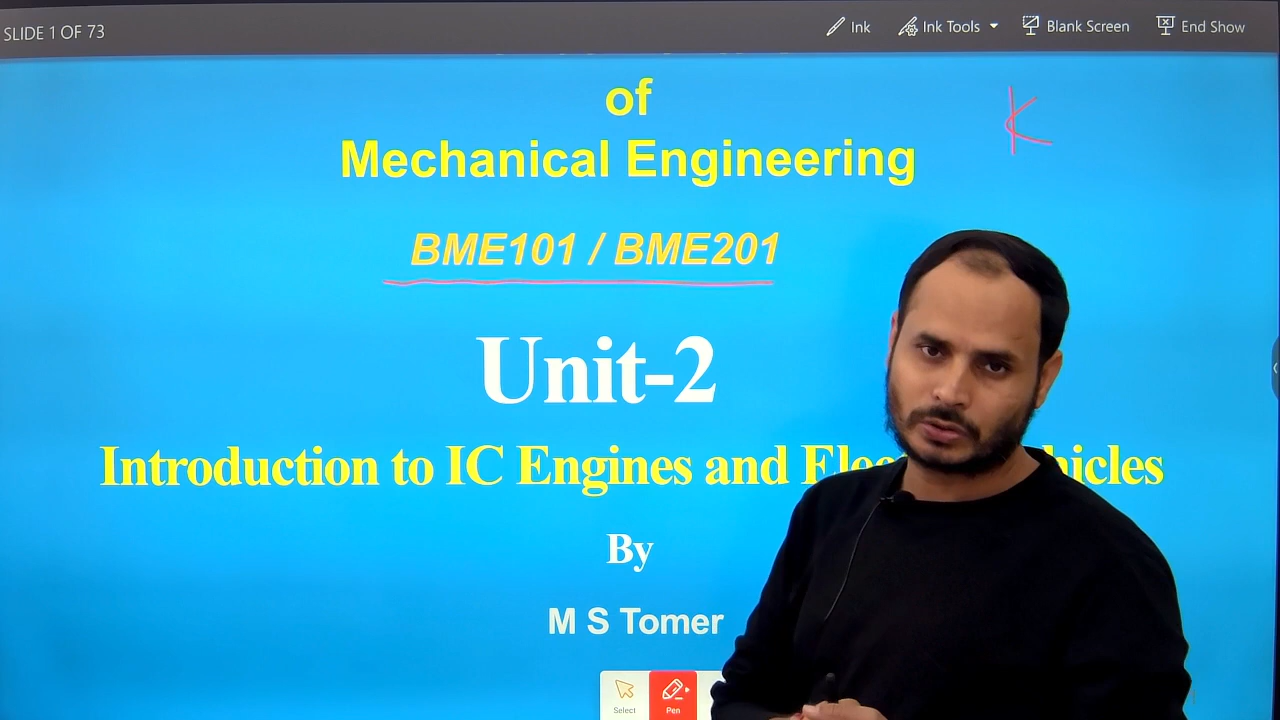 SLIDE 1 OF 73
Ink Ink Tools Blank Screen End Show
of
K
Mechanical Engineering
BME101 / BME201
Unit-2
Introduction to IC Engines and
By
M S Tomer
Select Pen